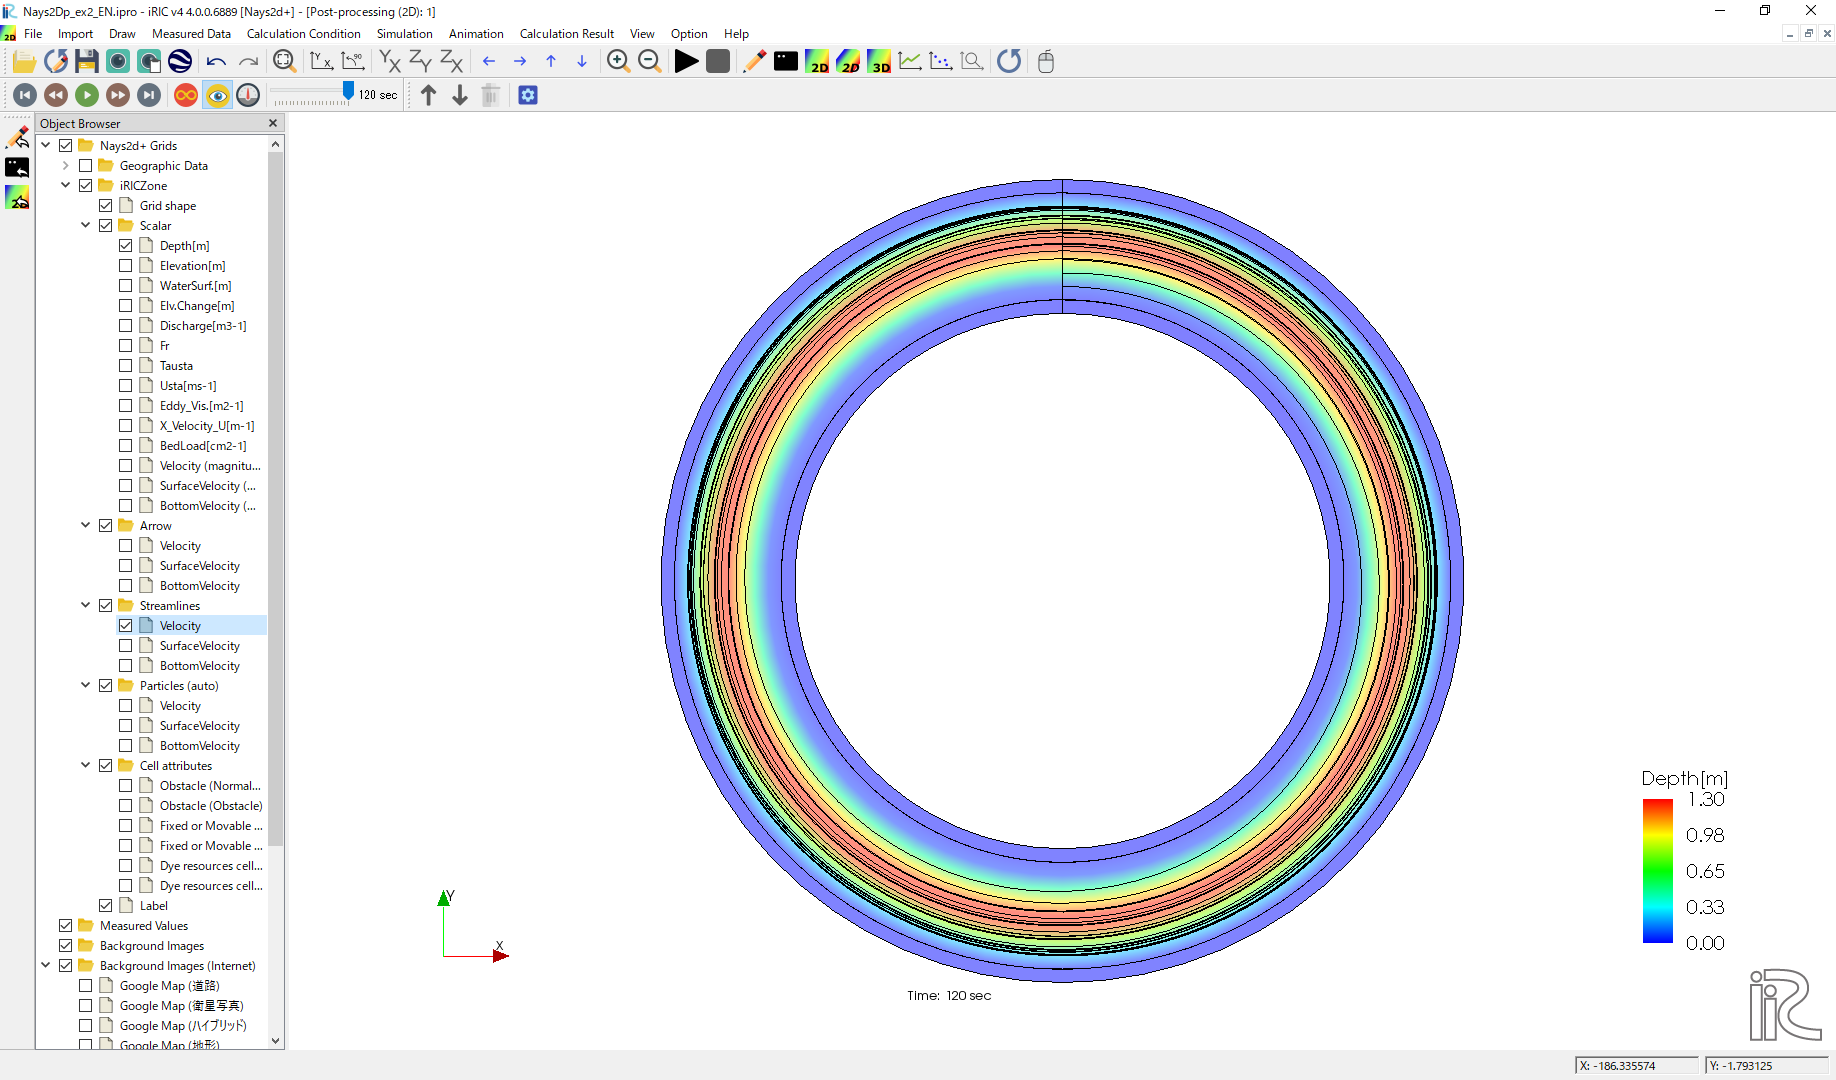 Nays2Dp_ex2_EN.ipro - iRIC v4 4.0.0.6889 [Nays2d+] - [Post-processing (2D): 1]
File Import Draw Measured Data Calculation Condition Simulation Animation Calculation Result View Option Help
120 sec
Object Browser
Nays2d+ Grids
Geographic Data
iRICZone
Grid shape
Scalar
Depth[m]
Elevation[m]
WaterSurf.[m]
Elv.Change[m]
Discharge[m3-1]
Fr
Tausta
Usta[ms-1]
Eddy_Vis.[m2-1]
X_Velocity_U[m-1]
BedLoad[cm2-1]
Velocity (magnitu...
SurfaceVelocity (...
BottomVelocity (...
Arrow
Velocity
SurfaceVelocity
BottomVelocity
Streamlines
Velocity
SurfaceVelocity
BottomVelocity
Particles (auto)
Velocity
SurfaceVelocity
BottomVelocity
Cell attributes
Obstacle (Normal...
Obstacle (Obstacle)
Fixed or Movable ...
Fixed or Movable ...
Dye resources cell...
Dye resources cell...
Label
Measured Values
Background Images
Background Images (Internet)
Google Map (道路)
Google Map (衛星写真)
Google Map (ハイブリッド)
Google Map (地形)
Y
X
Time: 120 sec
Depth[m]
1.30
0.98
0.65
0.33
0.00
iRiC
X: -186.335574
Y: -1.793125